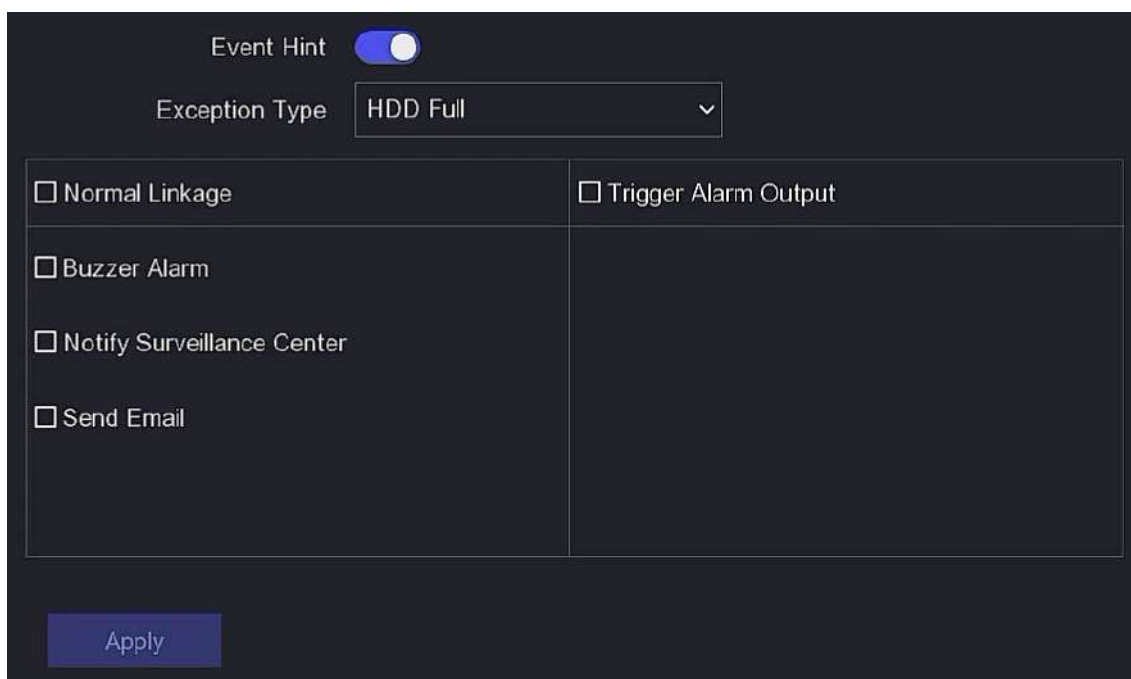 Event Hint
Exception Type HDD Full
Normal Linkage Trigger Alarm Output
Buzzer Alarm
Notify Surveillance Center
Send Email
Apply